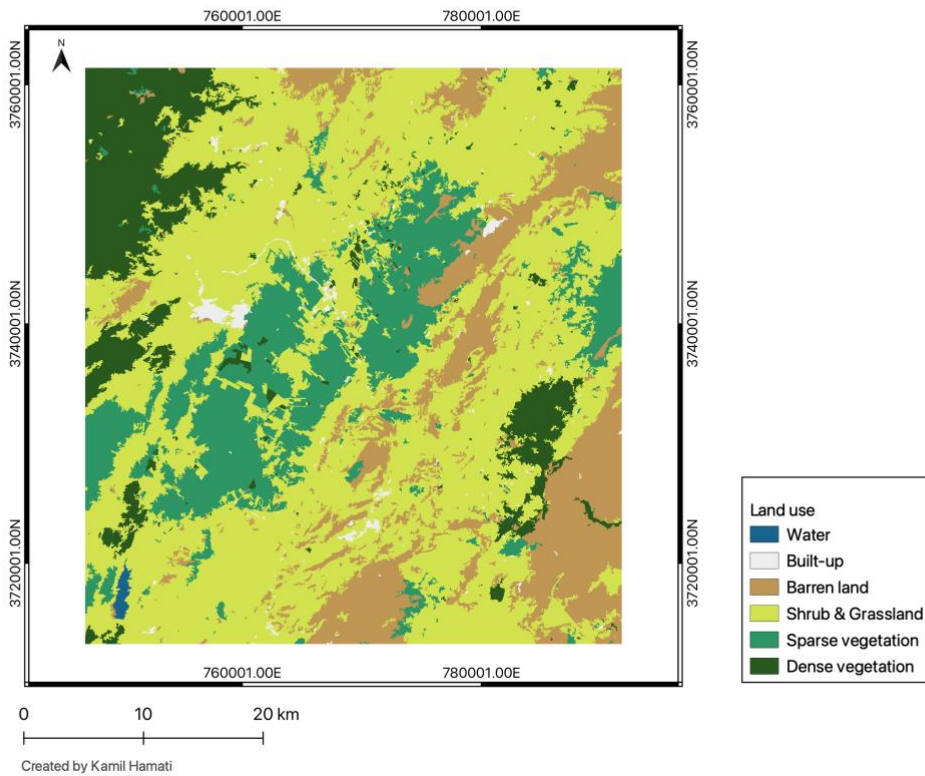 760001.00E 780001.00E
N
3760001.00N 3760001.00N
3740001.00N 3740001.00N
3720001.00N 3720001.00N
Land use
Water
Built-up
Barren land
Shrub & Grassland
Sparse vegetation
Dense vegetation
760001.00E 780001.00E
0 10 20 km
Created by Kamil Hamati